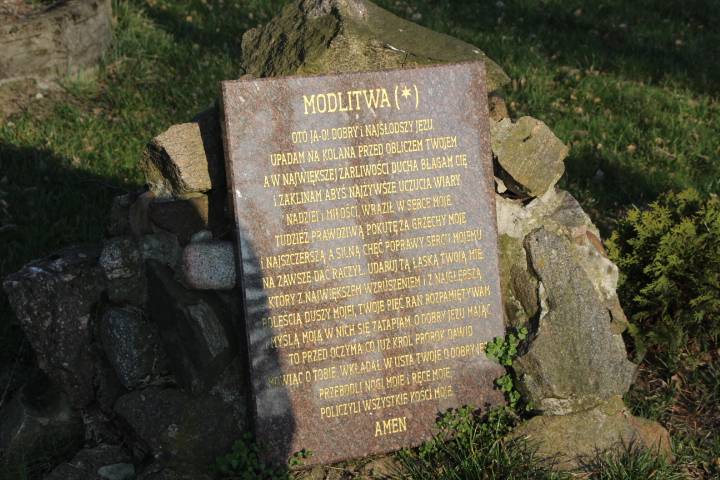 MODLITWA (*)
OTO JA-O! DOBRY I NAJSŁODSZY JEZU,
UPADAM NA KOLANA PRZED OBLICZEM TWOJEM
A W NAJWIĘKSZEJ ŻARLIWOŚCI DUCHA BŁAGAM CIĘ
I ZAKLINAM ABYŚ NAJŻYWSZE UCZUCIA WIARY,
NADZIEI I MIŁOŚCI, WRAZIŁ W SERCE MOJE,
TUDZIEŻ PRAWDZIWĄ POKUTĘ ZA GRZECHY MOJE
I NAJSZCZERSZĄ A SILNĄ CHĘĆ POPRAWY SERCU MOJEMU
NA ZAWSZE DAĆ RACZYŁ. UDARUJ TĄ ŁASKĄ TWOJĄ MIĘ
KTÓRY Z NAJWIĘKSZEM WZRUSZENIEM I Z NAJGŁĘBSZĄ
BOLEŚCIĄ DUSZY MOJEJ, TWOJE PIĘĆ RAN ROZPAMIĘTYWAM
MYŚLĄ MOJĄ W NICH SIĘ ZATAPIAM, O DOBRY JEZU MAJĄC
TO PRZED OCZYMA, CO JUŻ KRÓL PROROK DAWID
MÓWIĄC O TOBIE, WKŁADAŁ W USTA TWOJE O DOBRY JEZU
PRZEBODLI NOGI MOJE I RĘCE MOJE,
POLICZYLI WSZYSTKIE KOŚCI MOJE.
AMEN